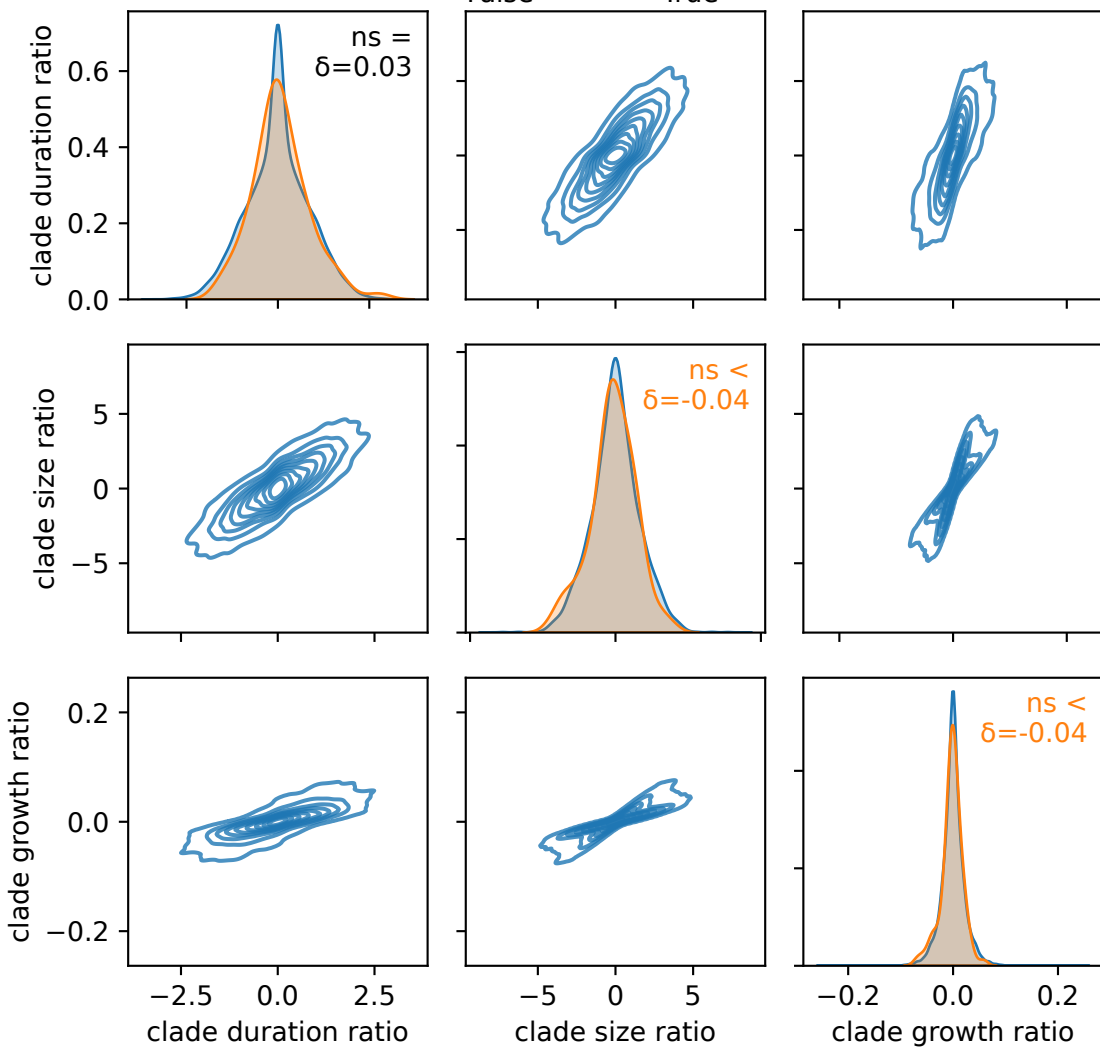 clade duration ratio
0.6
0.4
0.2
0.0
ns =
δ=0.03
clade size ratio
5
0
−5
ns <
δ=-0.04
clade growth ratio
0.2
0.0
−0.2
ns <
δ=-0.04
−2.5 0.0 2.5
−5 0 5
−0.2 0.0 0.2
clade duration ratio
clade size ratio
clade growth ratio